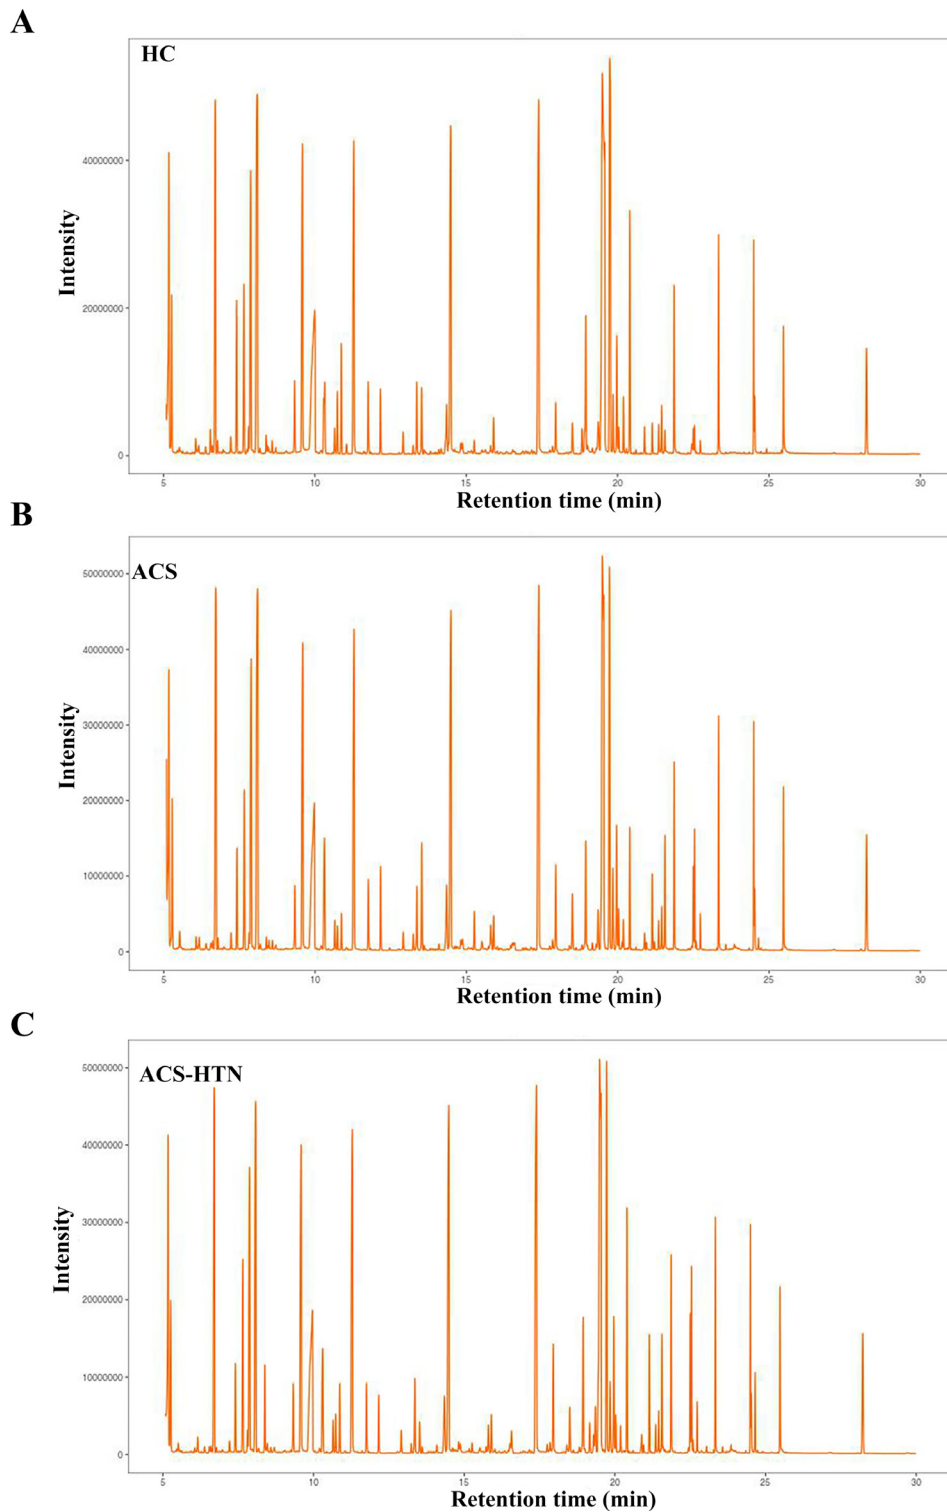 A
HC
Intensity
40000000
20000000
0
5 10 15 20 25 30
Retention time (min)
B
ACS
Intensity
50000000
40000000
30000000
20000000
10000000
0
5 10 15 20 25 30
Retention time (min)
C
ACS-HTN
Intensity
50000000
40000000
30000000
20000000
10000000
0
5 10 15 20 25 30
Retention time (min)